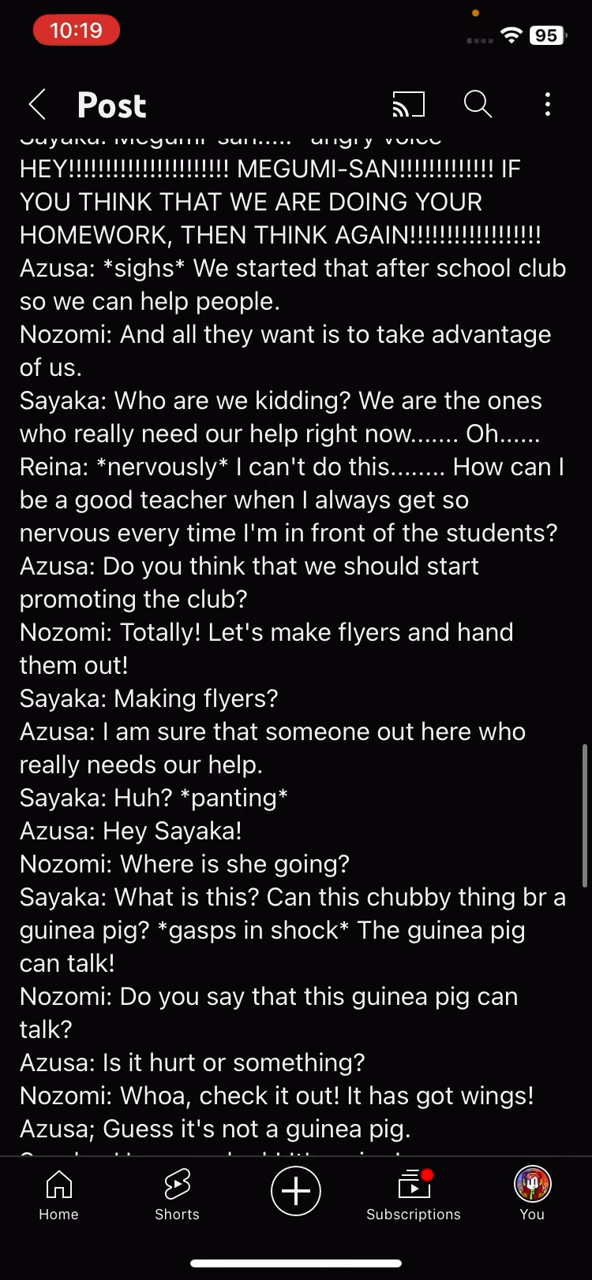 10:19
95
Post
Sayaka: Megumi-san..... *angry voice*
HEY!!!!!!!!!!!!!!!!!!!!!! MEGUMI-SAN!!!!!!!!!!!!! IF
YOU THINK THAT WE ARE DOING YOUR
HOMEWORK, THEN THINK AGAIN!!!!!!!!!!!!!!!!!!
Azusa: *sighs* We started that after school club
so we can help people.
Nozomi: And all they want is to take advantage
of us.
Sayaka: Who are we kidding? We are the ones
who really need our help right now....... Oh......
Reina: *nervously* I can't do this........ How can I
be a good teacher when I always get so
nervous every time I'm in front of the students?
Azusa: Do you think that we should start
promoting the club?
Nozomi: Totally! Let's make flyers and hand
them out!
Sayaka: Making flyers?
Azusa: I am sure that someone out here who
really needs our help.
Sayaka: Huh? *panting*
Azusa: Hey Sayaka!
Nozomi: Where is she going?
Sayaka: What is this? Can this chubby thing br a
guinea pig? *gasps in shock* The guinea pig
can talk!
Nozomi: Do you say that this guinea pig can
talk?
Azusa: Is it hurt or something?
Nozomi: Whoa, check it out! It has got wings!
Azusa; Guess it's not a guinea pig.
Home
Shorts
Subscriptions
You